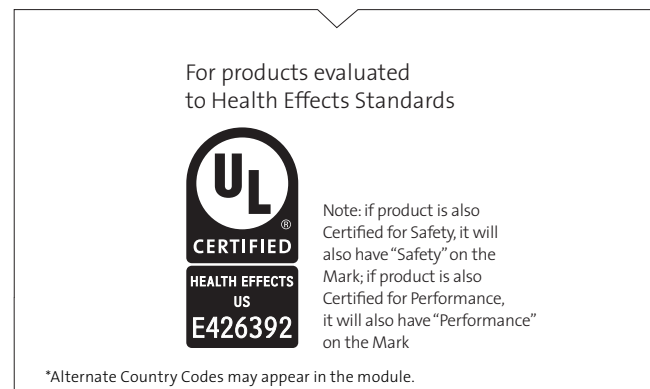 For products evaluated
to Health Effects Standards
UL
®
CERTIFIED
HEALTH EFFECTS
US
E426392
Note: if product is also
Certified for Safety, it will
also have “Safety” on the
Mark; if product is also
Certified for Performance,
it will also have “Performance”
on the Mark
*Alternate Country Codes may appear in the module.